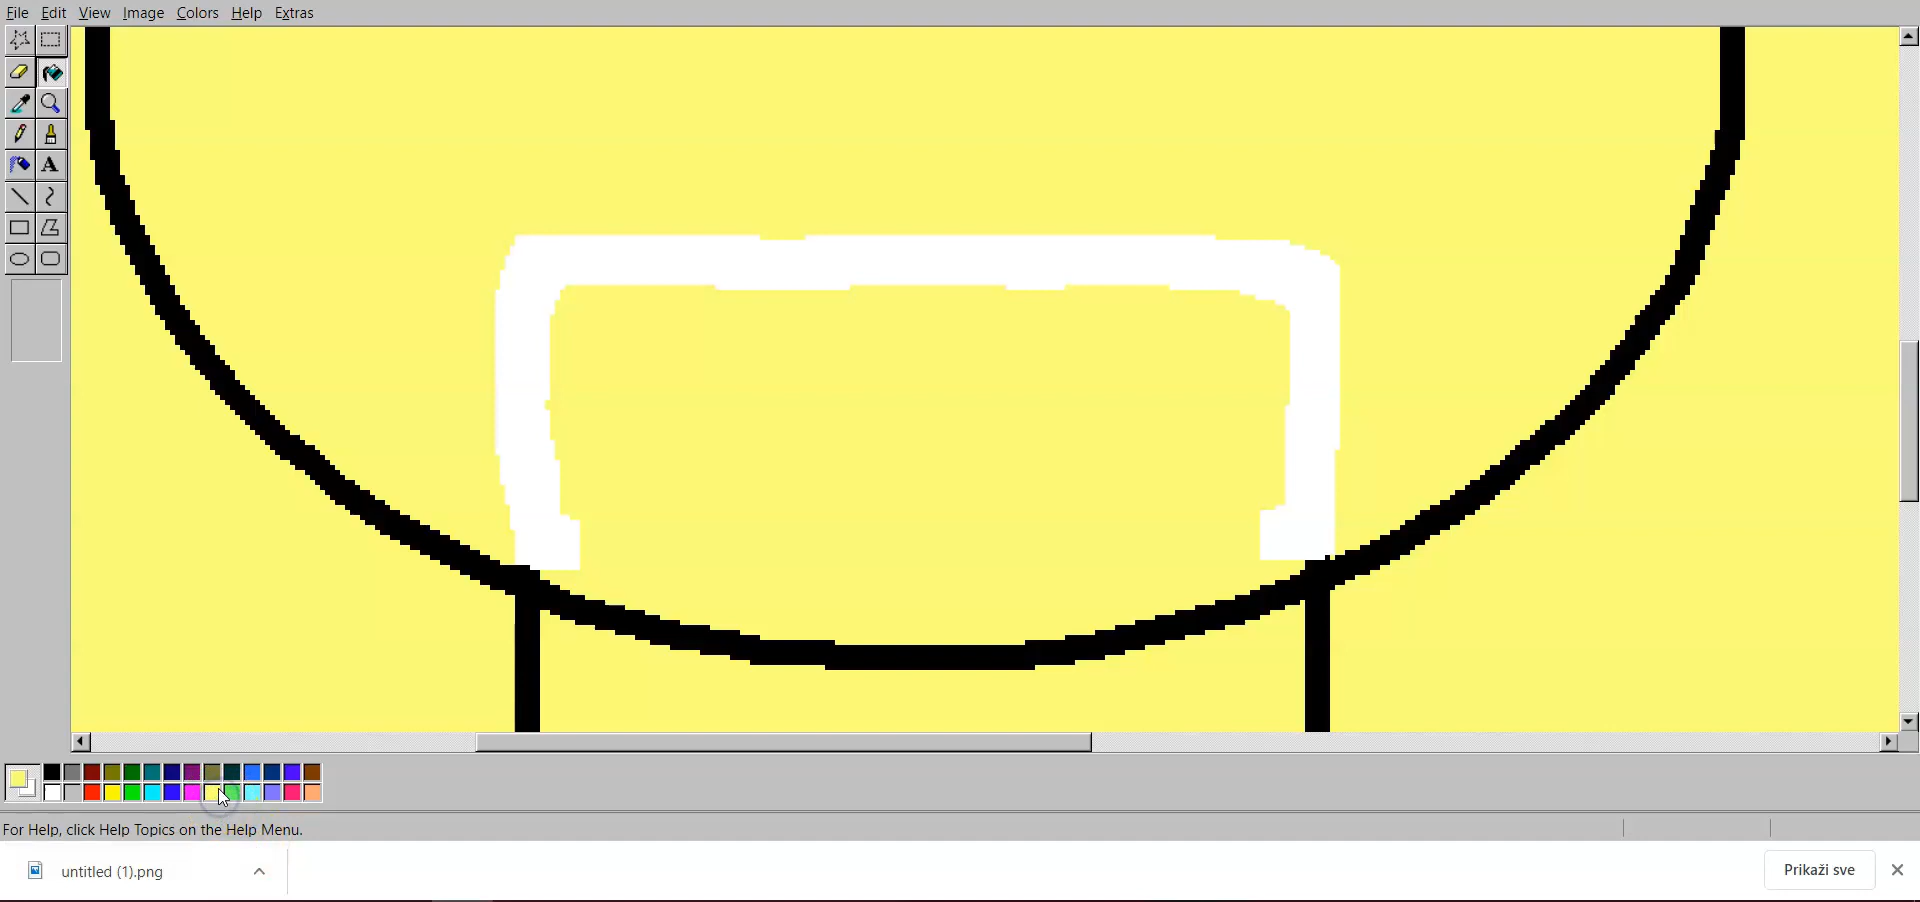 File Edit View Image Colors Help Extras
A
For Help, click Help Topics on the Help Menu.
untitled (1).png
Prikaži sve